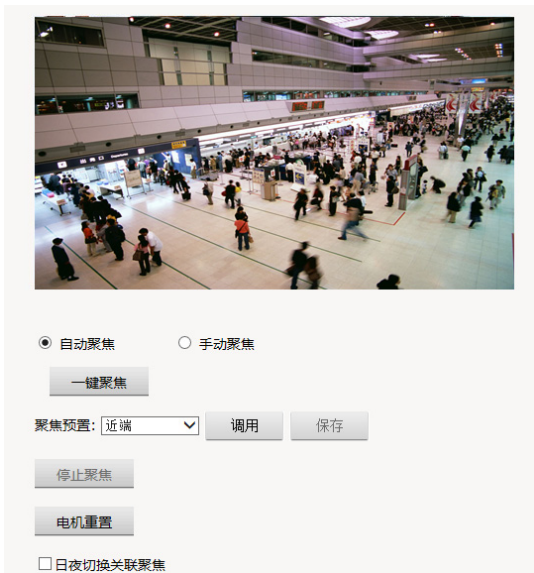 自动聚焦 手动聚焦
一键聚焦
聚焦预置: 近端 调用 保存
停止聚焦
电机重置
日夜切换关联聚焦